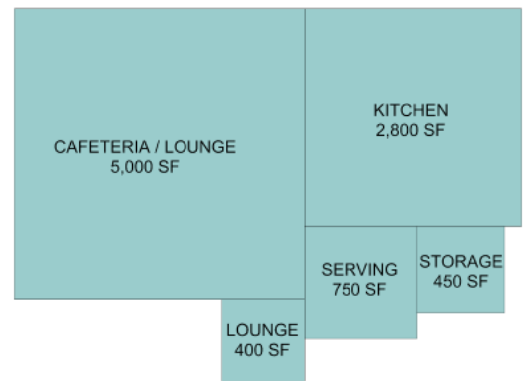 CAFETERIA / LOUNGE
5,000 SF
KITCHEN
2,800 SF
SERVING
750 SF
STORAGE
450 SF
LOUNGE
400 SF